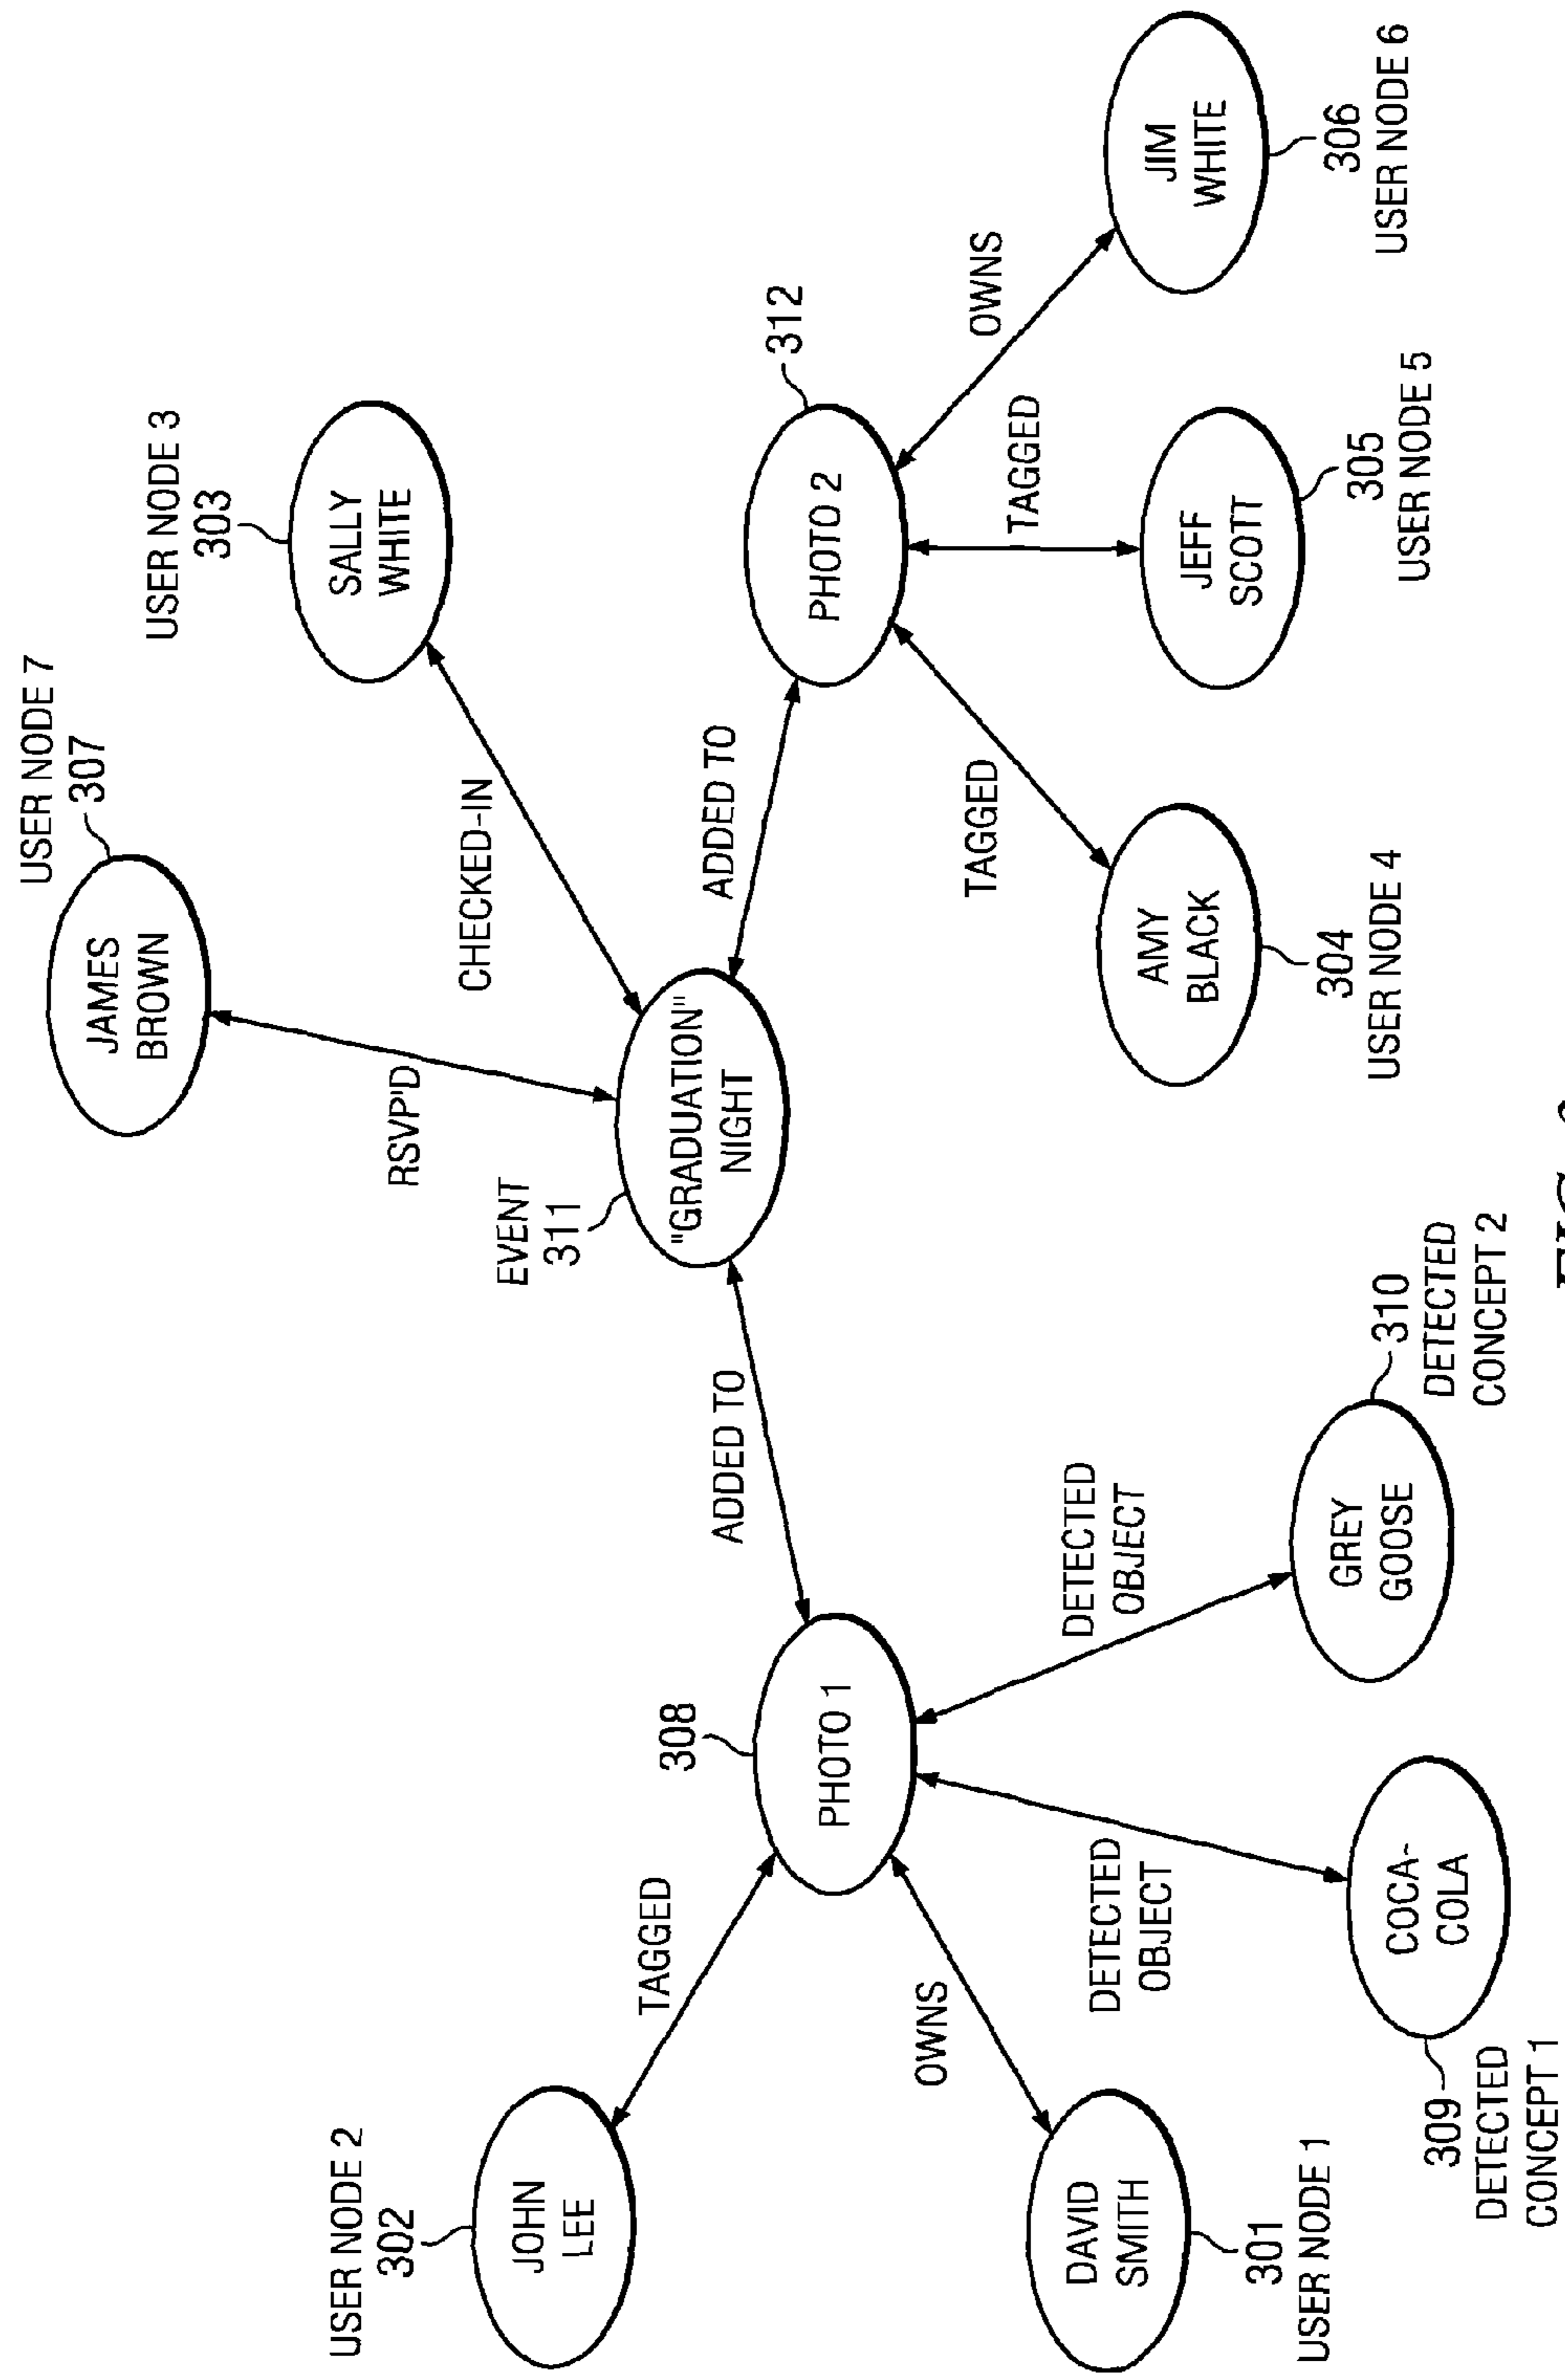 USER NODE 7
307
JAMES
BROWN
USER NODE 3
303
SALLY
WHITE
RSVP'D
CHECKED-IN
EVENT
311
"GRADUATION"
NIGHT
USER NODE 2
302
JOHN
LEE
TAGGED
308
PHOTO 1
ADDED TO
ADDED TO
312
PHOTO 2
OWNS
DAVID
SMITH
301
USER NODE 1
DETECTED
OBJECT
COCA-
COLA
309
DETECTED
CONCEPT 1
DETECTED
OBJECT
GREY
GOOSE
310
DETECTED
CONCEPT 2
TAGGED
AMY
BLACK
304
USER NODE 4
TAGGED
JEFF
SCOTT
305
USER NODE 5
OWNS
JIM
WHITE
306
USER NODE 6